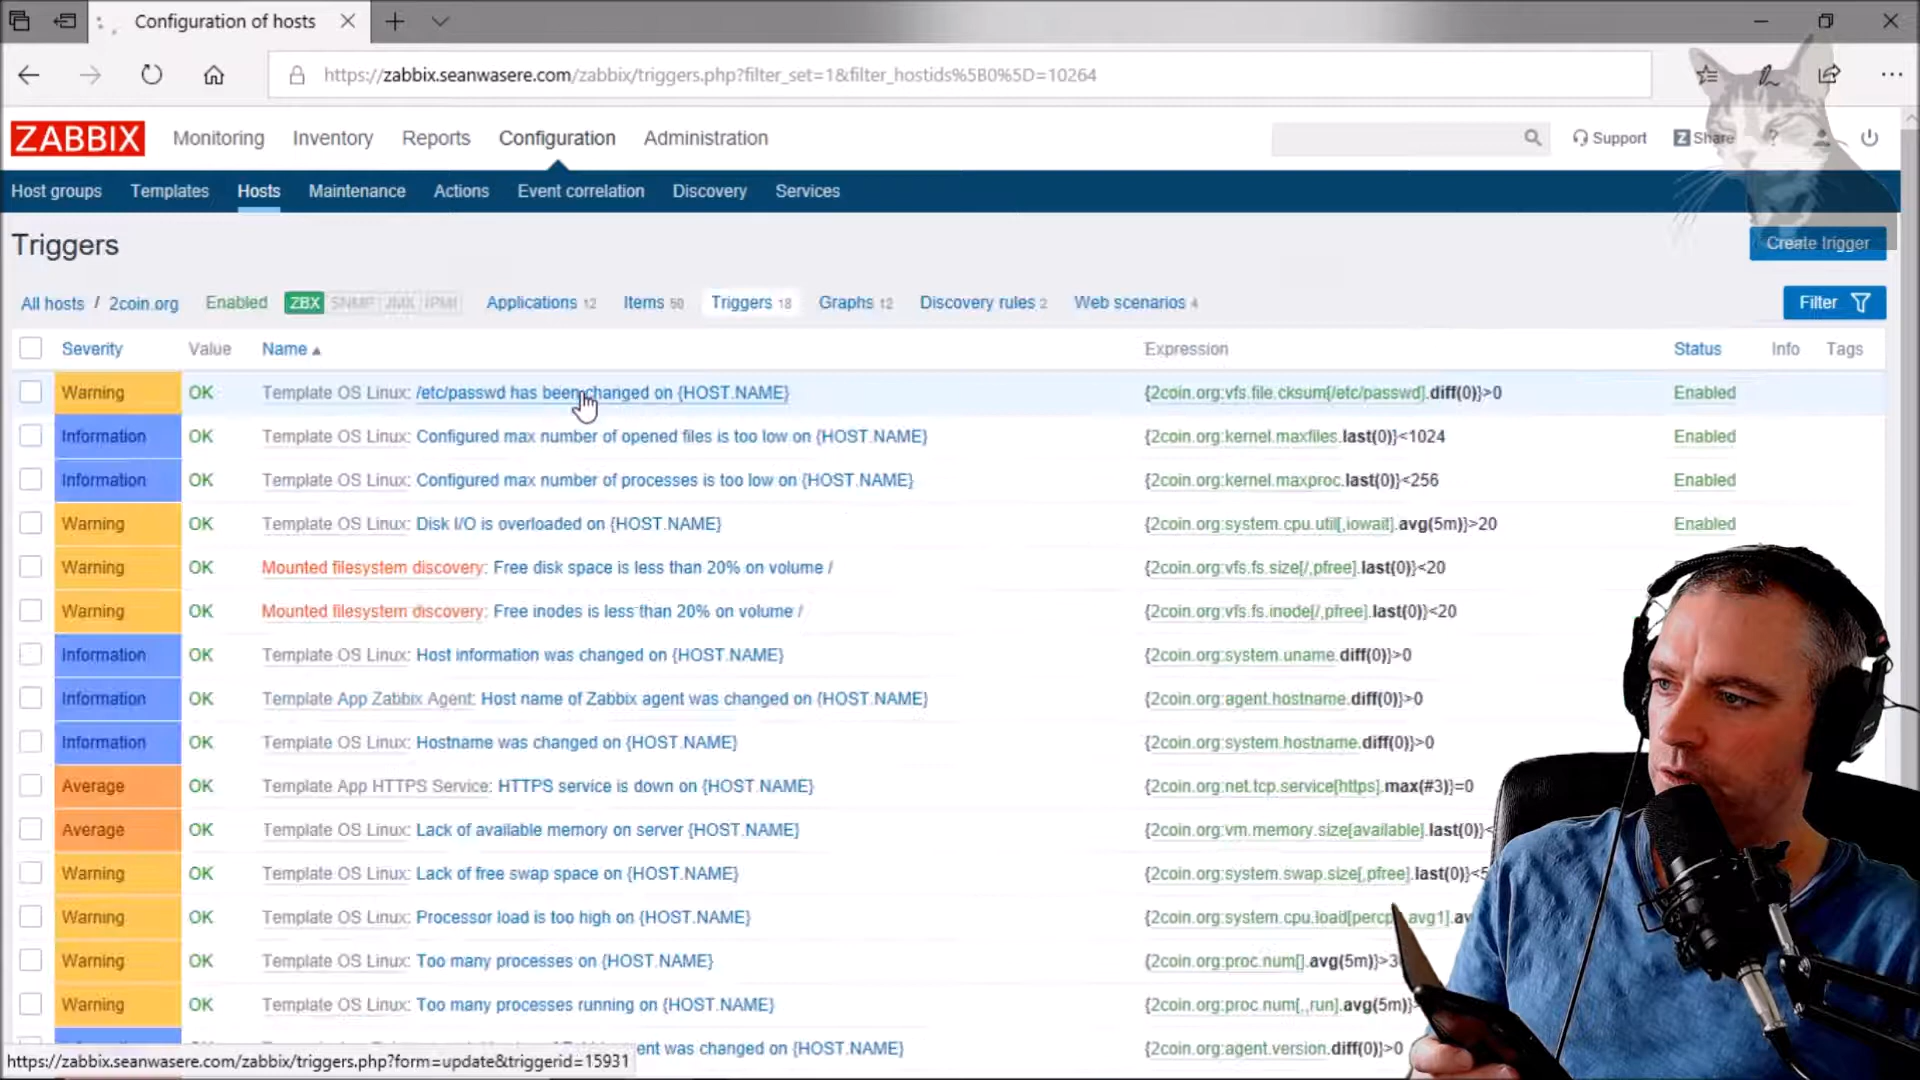 Configuration of hosts
https://zabbix.seanwasere.com/zabbix/triggers.php?filter_set=1&filter_hostids%5B0%5D=10264
ZABBIX Monitoring Inventory Reports Configuration Administration Support Z Share ?
Host groups Templates Hosts Maintenance Actions Event correlation Discovery Services
Triggers Create trigger
All hosts / 2coin.org Enabled ZBX SNMP JMX IPMI Applications 12 Items 50 Triggers 18 Graphs 12 Discovery rules 2 Web scenarios 4 Filter
Severity Value Name Expression Status Info Tags
Warning OK Template OS Linux: /etc/passwd has been changed on {HOST.NAME} {2coin.org:vfs.file.cksum[/etc/passwd].diff(0)}>0 Enabled
Information OK Template OS Linux: Configured max number of opened files is too low on {HOST.NAME} {2coin.org:kernel.maxfiles.last(0)}<1024 Enabled
Information OK Template OS Linux: Configured max number of processes is too low on {HOST.NAME} {2coin.org:kernel.maxproc.last(0)}<256 Enabled
Warning OK Template OS Linux: Disk I/O is overloaded on {HOST.NAME} {2coin.org:system.cpu.util[,iowait].avg(5m)}>20 Enabled
Warning OK Mounted filesystem discovery: Free disk space is less than 20% on volume / {2coin.org:vfs.fs.size[/,pfree].last(0)}<20
Warning OK Mounted filesystem discovery: Free inodes is less than 20% on volume / {2coin.org:vfs.fs.inode[/,pfree].last(0)}<20
Information OK Template OS Linux: Host information was changed on {HOST.NAME} {2coin.org:system.uname.diff(0)}>0
Information OK Template App Zabbix Agent: Host name of Zabbix agent was changed on {HOST.NAME} {2coin.org:agent.hostname.diff(0)}>0
Information OK Template OS Linux: Hostname was changed on {HOST.NAME} {2coin.org:system.hostname.diff(0)}>0
Average OK Template App HTTPS Service: HTTPS service is down on {HOST.NAME} {2coin.org:net.tcp.service[https].max(#3)}=0
Average OK Template OS Linux: Lack of available memory on server {HOST.NAME} {2coin.org:vm.memory.size[available].last(0)}<
Warning OK Template OS Linux: Lack of free swap space on {HOST.NAME} {2coin.org:system.swap.size[,pfree].last(0)}<5
Warning OK Template OS Linux: Processor load is too high on {HOST.NAME} {2coin.org:system.cpu.load[percp avg1].av
Warning OK Template OS Linux: Too many processes on {HOST.NAME} {2coin.org:proc.num[].avg(5m)}>3
Warning OK Template OS Linux: Too many processes running on {HOST.NAME} {2coin.org:proc.num[,,run].avg(5m)}
ent was changed on {HOST.NAME} {2coin.org:agent.version.diff(0)}>0
https://zabbix.seanwasere.com/zabbix/triggers.php?form=update&triggerid=15931